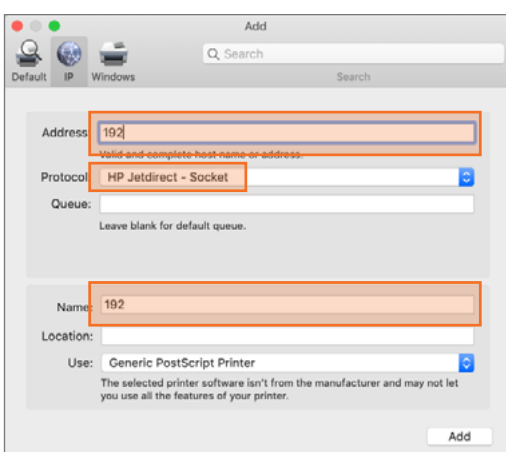 Add
Search
Default IP Windows Search
Address: 192
Valid and complete host name or address.
Protocol: HP Jetdirect - Socket
Queue:
Leave blank for default queue.
Name: 192
Location:
Use: Generic PostScript Printer
The selected printer software isn't from the manufacturer and may not let
you use all the features of your printer.
Add